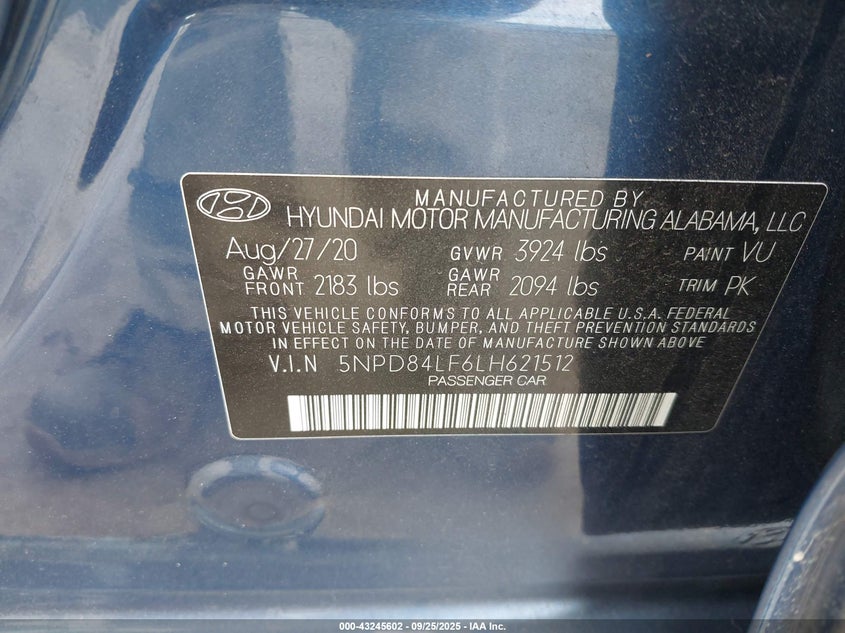 MANUFACTURED BY
HYUNDAI MOTOR MANUFACTURING ALABAMA, LLC
Aug/27/20 GVWR 3924 lbs PAINT VU
GAWR FRONT 2183 lbs GAWR REAR 2094 lbs TRIM PK
THIS VEHICLE CONFORMS TO ALL APPLICABLE U.S.A. FEDERAL
MOTOR VEHICLE SAFETY, BUMPER, AND THEFT PREVENTION STANDARDS
IN EFFECT ON THE DATE OF MANUFACTURE SHOWN ABOVE
V.I.N 5NPD84LF6LH621512
PASSENGER CAR
000-43245602 - 09/25/2025 - IAA Inc.